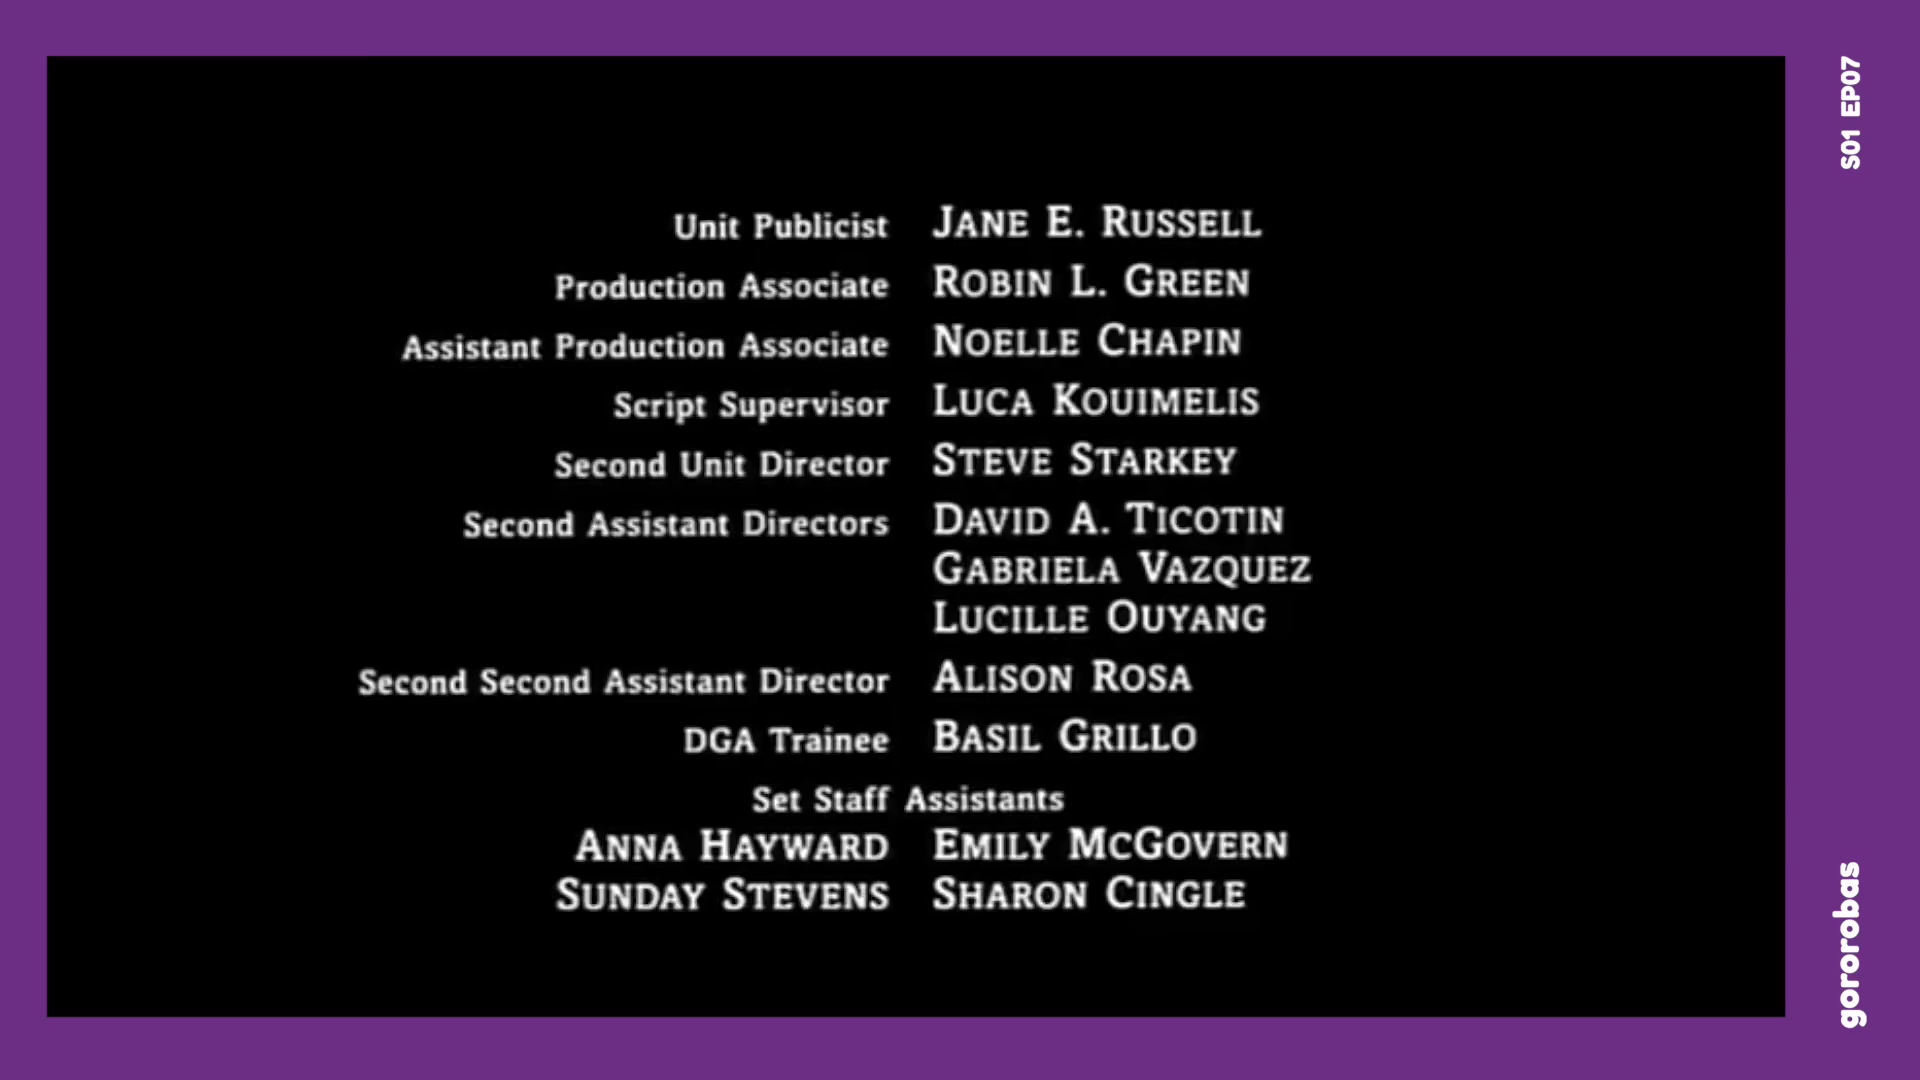 Unit Publicist JANE E. RUSSELL
Production Associate ROBIN L. GREEN
Assistant Production Associate NOELLE CHAPIN
Script Supervisor LUCA KOUIMELIS
Second Unit Director STEVE STARKEY
Second Assistant Directors DAVID A. TICOTIN
GABRIELA VAZQUEZ
LUCILLE OUYANG
Second Second Assistant Director ALISON ROSA
DGA Trainee BASIL GRILLO
Set Staff Assistants
ANNA HAYWARD EMILY MCGOVERN
SUNDAY STEVENS SHARON CINGLE
S01 EP07
gororobas